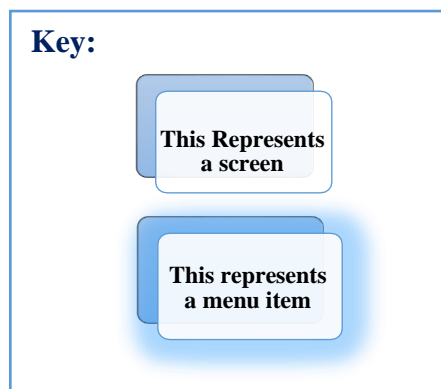 Key:
This Represents
a screen
This represents
a menu item